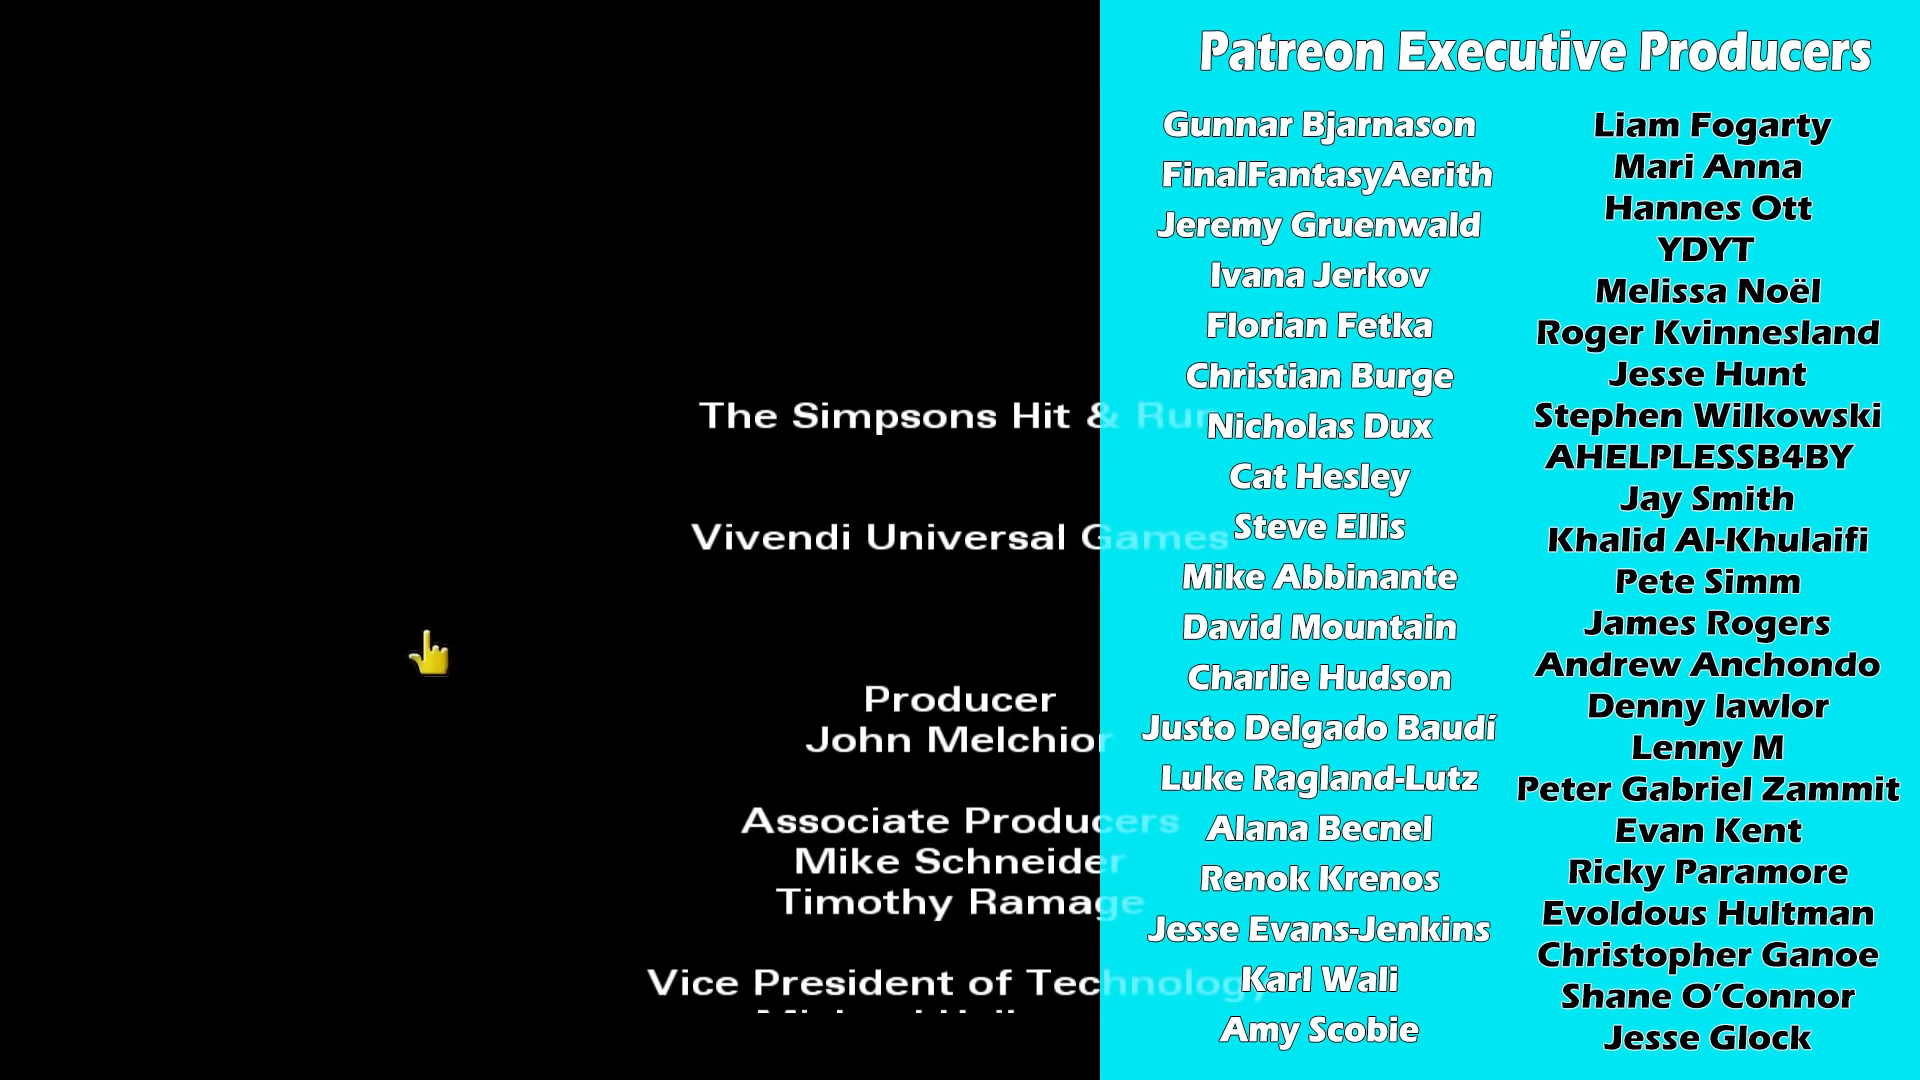 The Simpsons Hit & Run
Vivendi Universal Games
Producer
John Melchior
Associate Producers
Mike Schneider
Timothy Ramage
Vice President of Technology
Patreon Executive Producers
Gunnar Bjarnason
FinalFantasyAerith
Jeremy Gruenwald
Ivana Jerkov
Florian Fetka
Christian Burge
Nicholas Dux
Cat Hesley
Steve Ellis
Mike Abbinante
David Mountain
Charlie Hudson
Justo Delgado Baudí
Luke Ragland-Lutz
Alana Becnel
Renok Krenos
Jesse Evans-Jenkins
Karl Wali
Amy Scobie
Liam Fogarty
Mari Anna
Hannes Ott
YDYT
Melissa Noël
Roger Kvinnesland
Jesse Hunt
Stephen Wilkowski
AHELPLESSB4BY
Jay Smith
Khalid Al-Khulaifi
Pete Simm
James Rogers
Andrew Anchondo
Denny lawlor
Lenny M
Peter Gabriel Zammit
Evan Kent
Ricky Paramore
Evoldous Hultman
Christopher Ganoe
Shane O'Connor
Jesse Glock